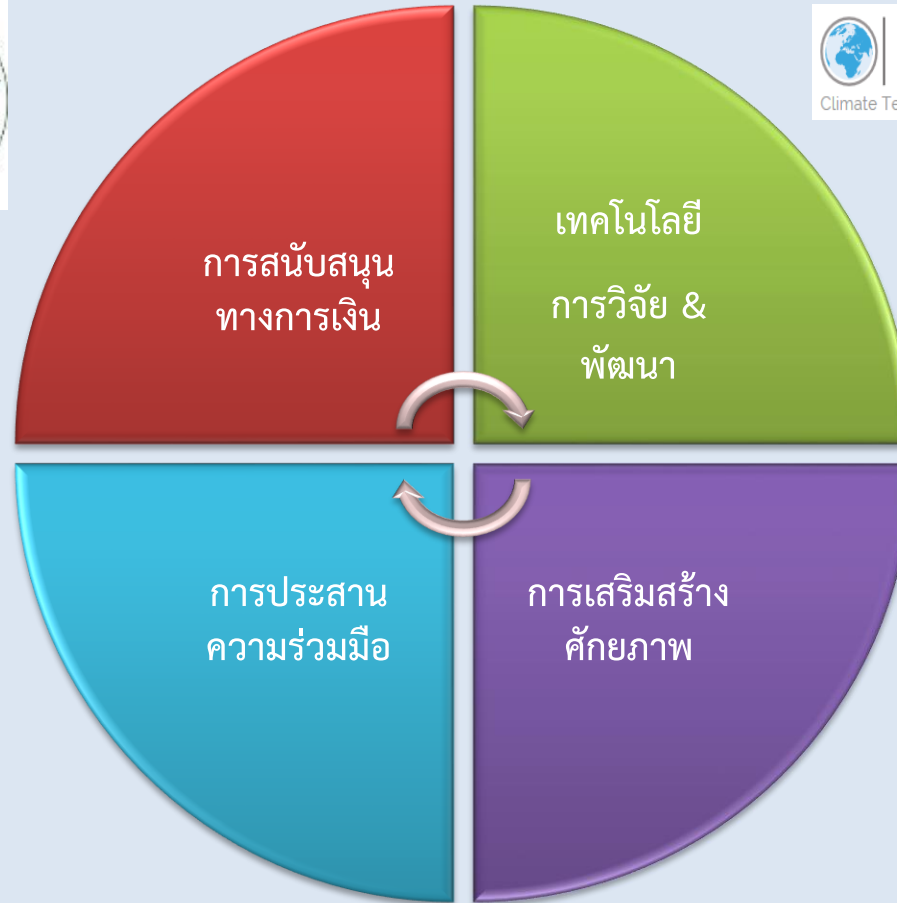 การสนับสนุน
ทางการเงิน
เทคโนโลยี
การวิจัย &
พัฒนา
Climate Te
การประสาน
ความร่วมมือ
การเสริมสร้าง
ศักยภาพ